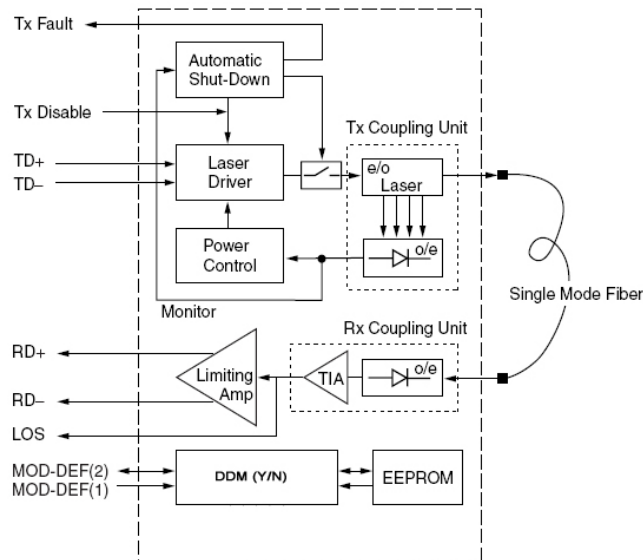 Tx Fault
Automatic
Shut-Down
Tx Disable
Tx Coupling Unit
TD+
TD–
Laser
Driver
e/o
Laser
Power
Control
o/e
Monitor
Single Mode Fiber
Rx Coupling Unit
RD+
RD–
Limiting
Amp
TIA
o/e
LOS
MOD-DEF(2)
MOD-DEF(1)
DDM (Y/N)
EEPROM